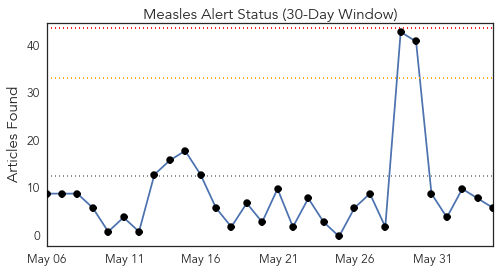 Measles Alert Status (30-Day Window)
Articles Found
40
30
20
10
0
May 06 May 11 May 16 May 21 May 26 May 31